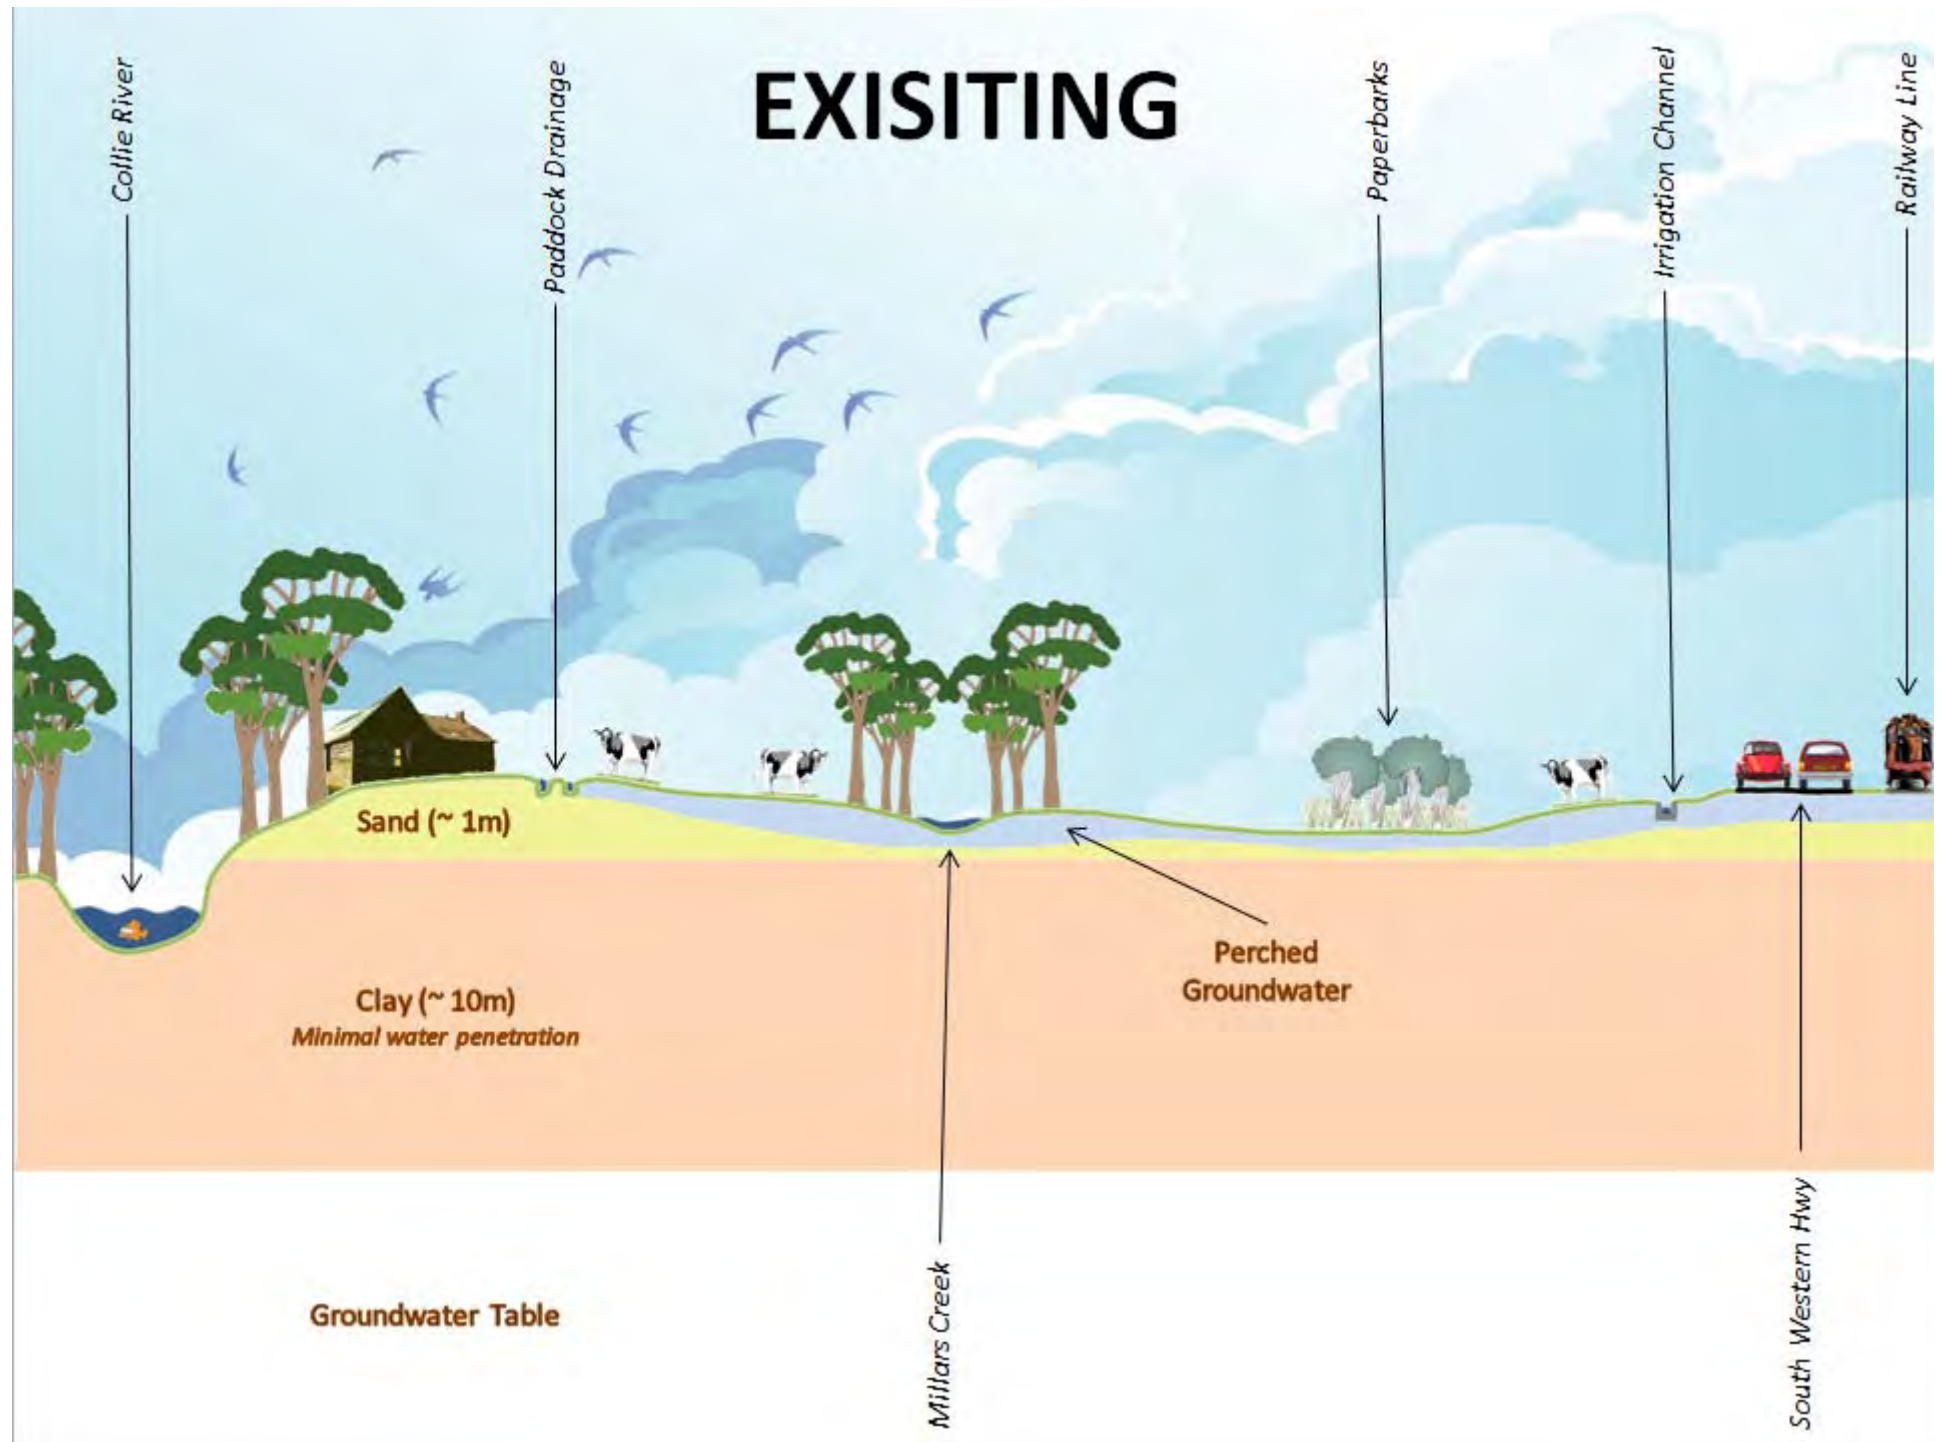 EXISITING
Collie River
Paddock Drainage
Paperbarks
Irrigation Channel
Railway Line
Sand (~ 1m)
Perched
Groundwater
Clay (~ 10m)
Minimal water penetration
Groundwater Table
Millars Creek
South Western Hwy